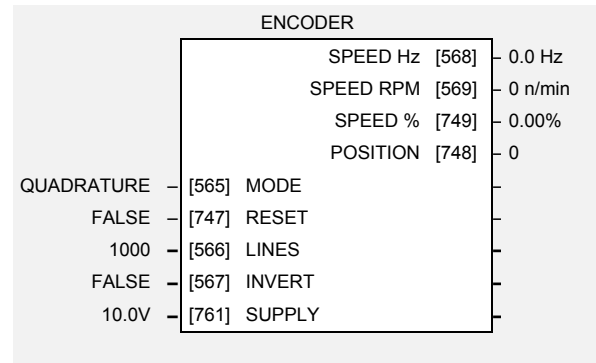 ENCODER
SPEED Hz [568] – 0.0 Hz
SPEED RPM [569] – 0 n/min
SPEED % [749] – 0.00%
POSITION [748] – 0
QUADRATURE – [565] MODE –
FALSE – [747] RESET –
1000 – [566] LINES –
FALSE – [567] INVERT –
10.0V – [761] SUPPLY –